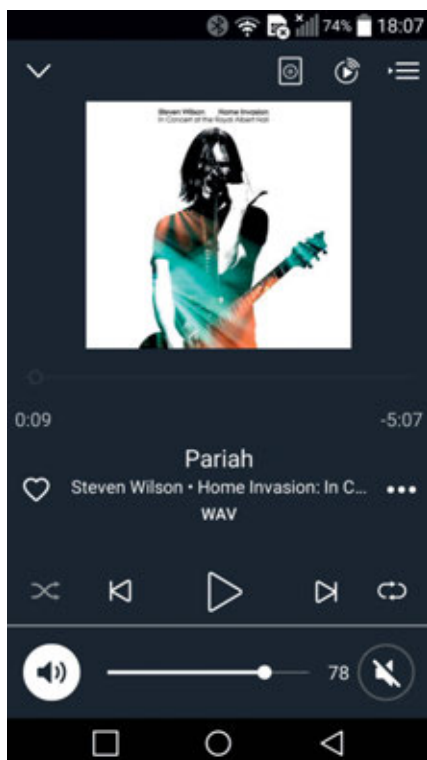 74% 18:07
Steven Wilson Home Invasion
In Concert at the Royal Albert Hall
0:09 -5:07
Pariah
Steven Wilson • Home Invasion: In C...
WAV
78